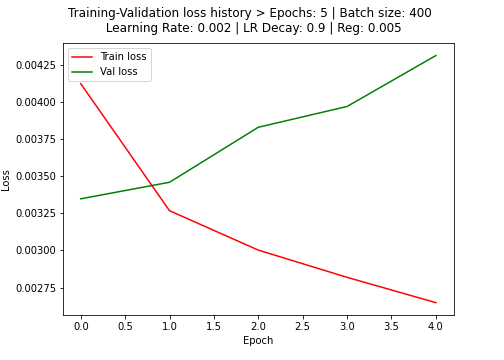 Training-Validation loss history > Epochs: 5 | Batch size: 400
Learning Rate: 0.002 | LR Decay: 0.9 | Reg: 0.005
Train loss
Val loss
0.00425
0.00400
0.00375
0.00350
0.00325
0.00300
0.00275
Loss
0.0 0.5 1.0 1.5 2.0 2.5 3.0 3.5 4.0
Epoch